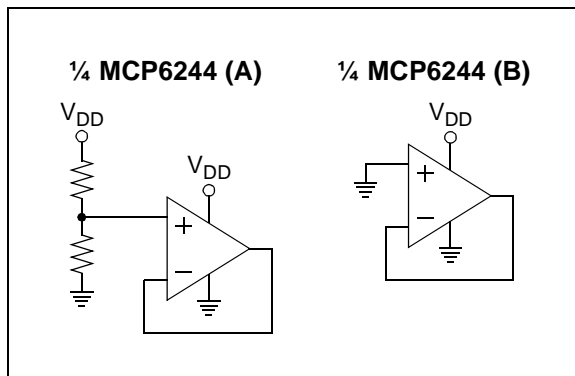 ¼ MCP6244 (A)
¼ MCP6244 (B)
V_DD
V_DD
V_DD
+
−
+
−